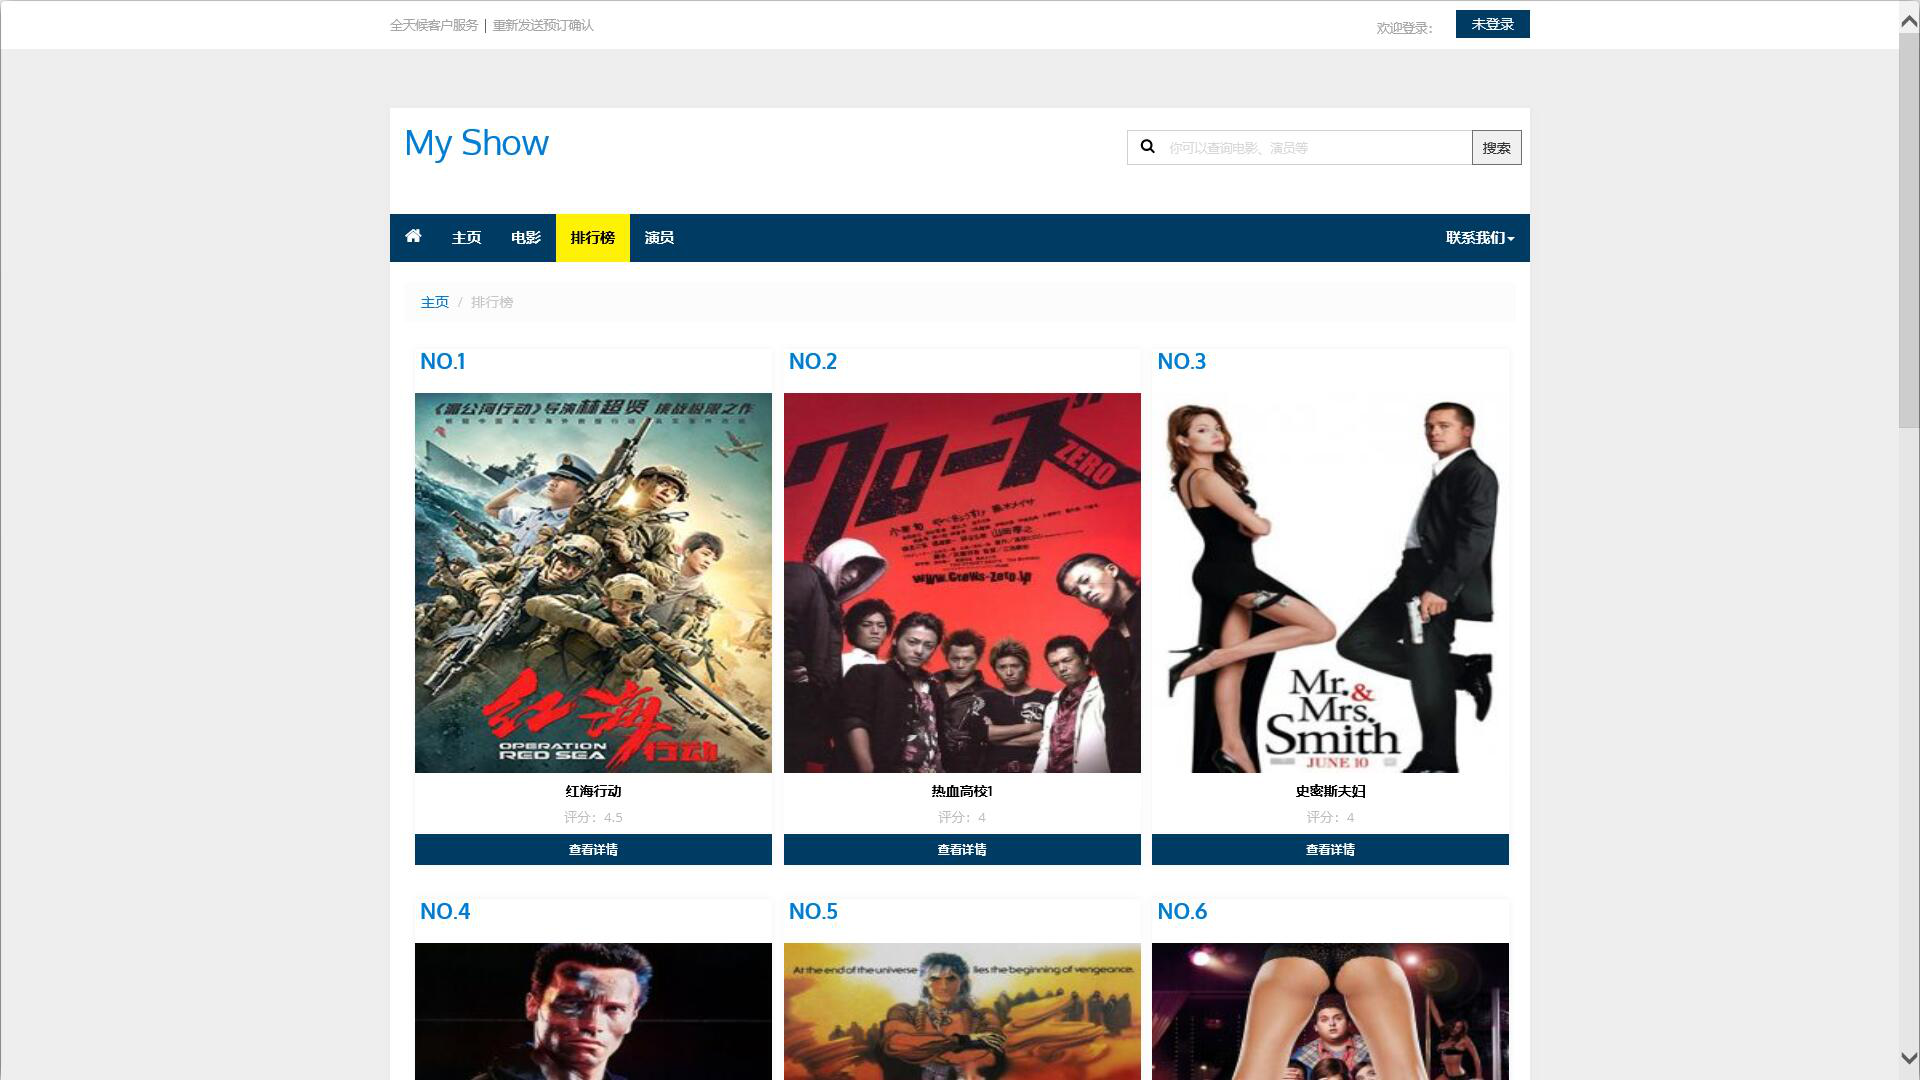 全天候客户服务 | 重新发送预订确认
欢迎登录:
未登录
My Show
你可以查询电影、演员等
搜索
主页
电影
排行榜
演员
联系我们
主页 / 排行榜
NO.1
NO.2
NO.3
《湄公河行动》导演林超贤 挑战极限之作
红海行动
OPERATION
RED SEA
クローズ
ZERO
www.Crows-Zero.jp
Mr. &
Mrs.
Smith
JUNE 10
红海行动
热血高校1
史密斯夫妇
评分：4.5
评分：4
评分：4
查看详情
查看详情
查看详情
NO.4
NO.5
NO.6
At the end of the universe lies the beginning of vengeance.